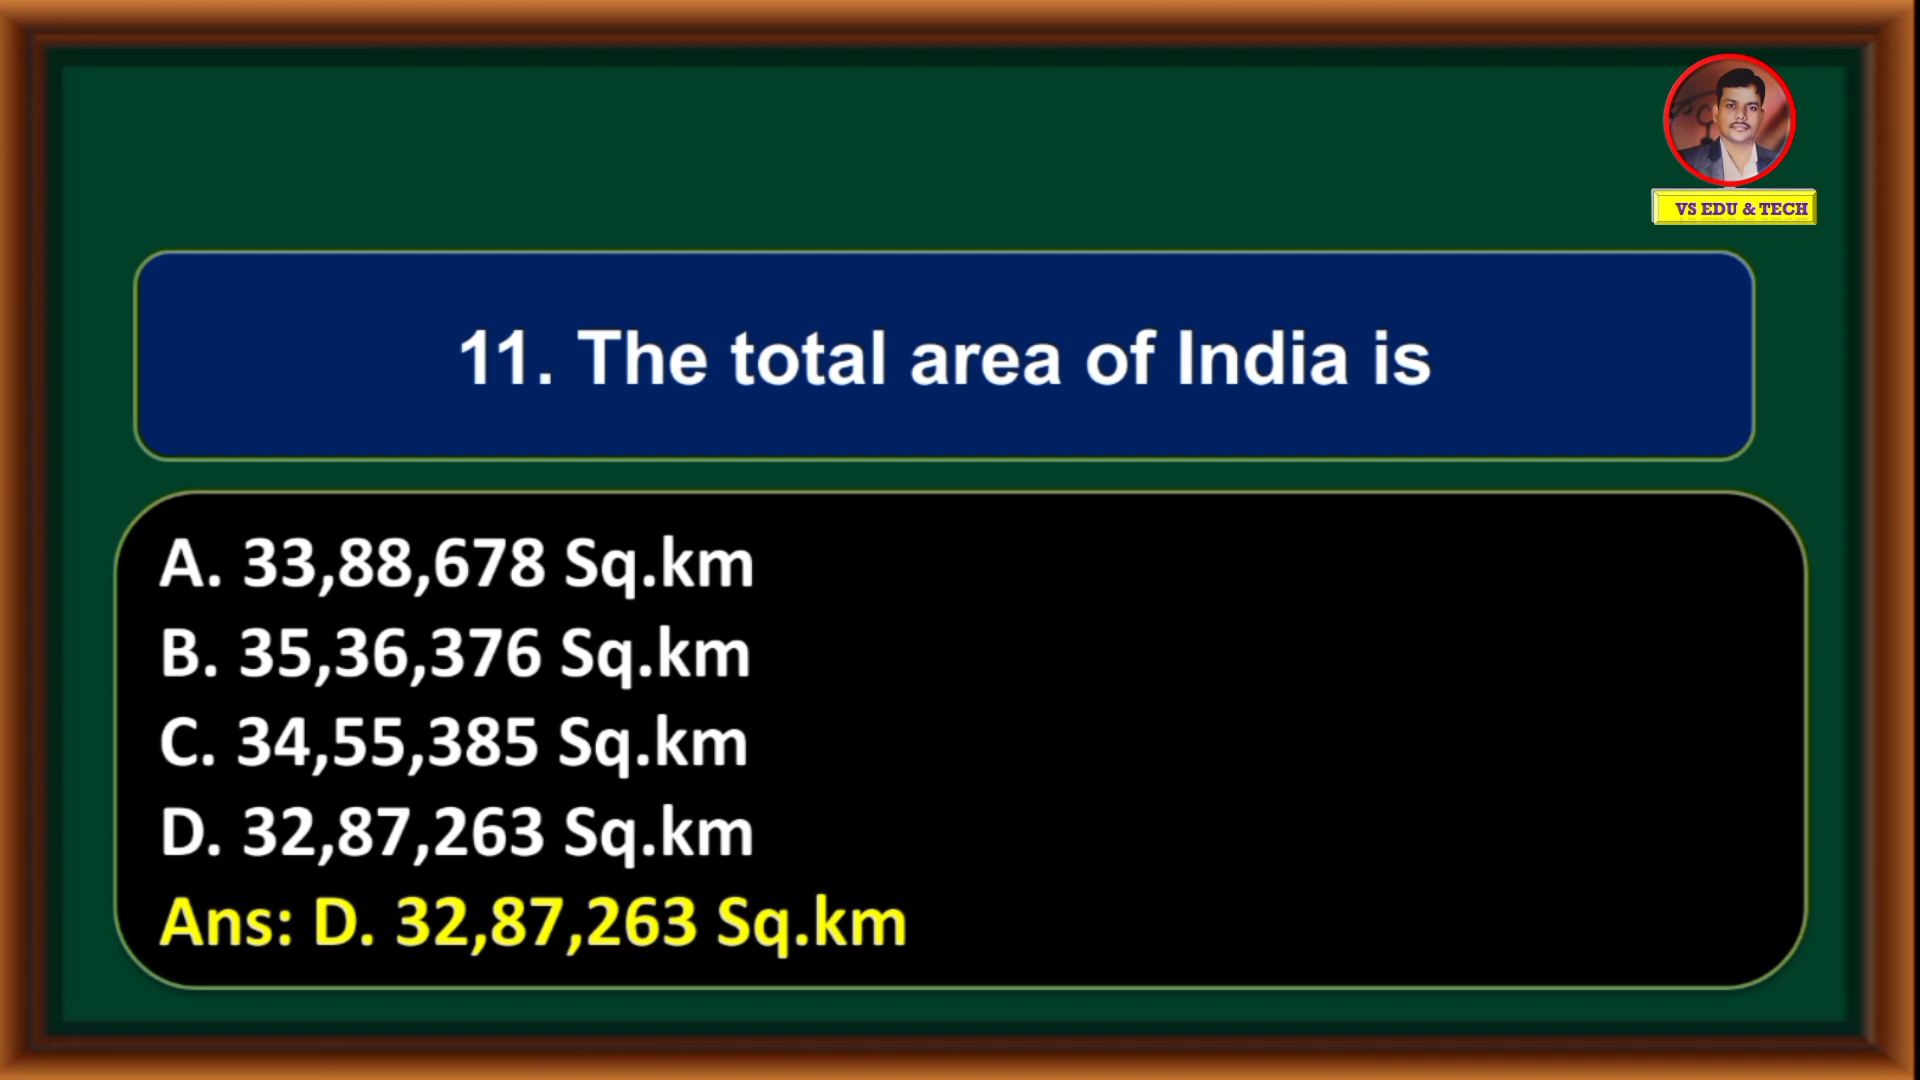 VS EDU & TECH
11. The total area of India is
A. 33,88,678 Sq.km
B. 35,36,376 Sq.km
C. 34,55,385 Sq.km
D. 32,87,263 Sq.km
Ans: D. 32,87,263 Sq.km